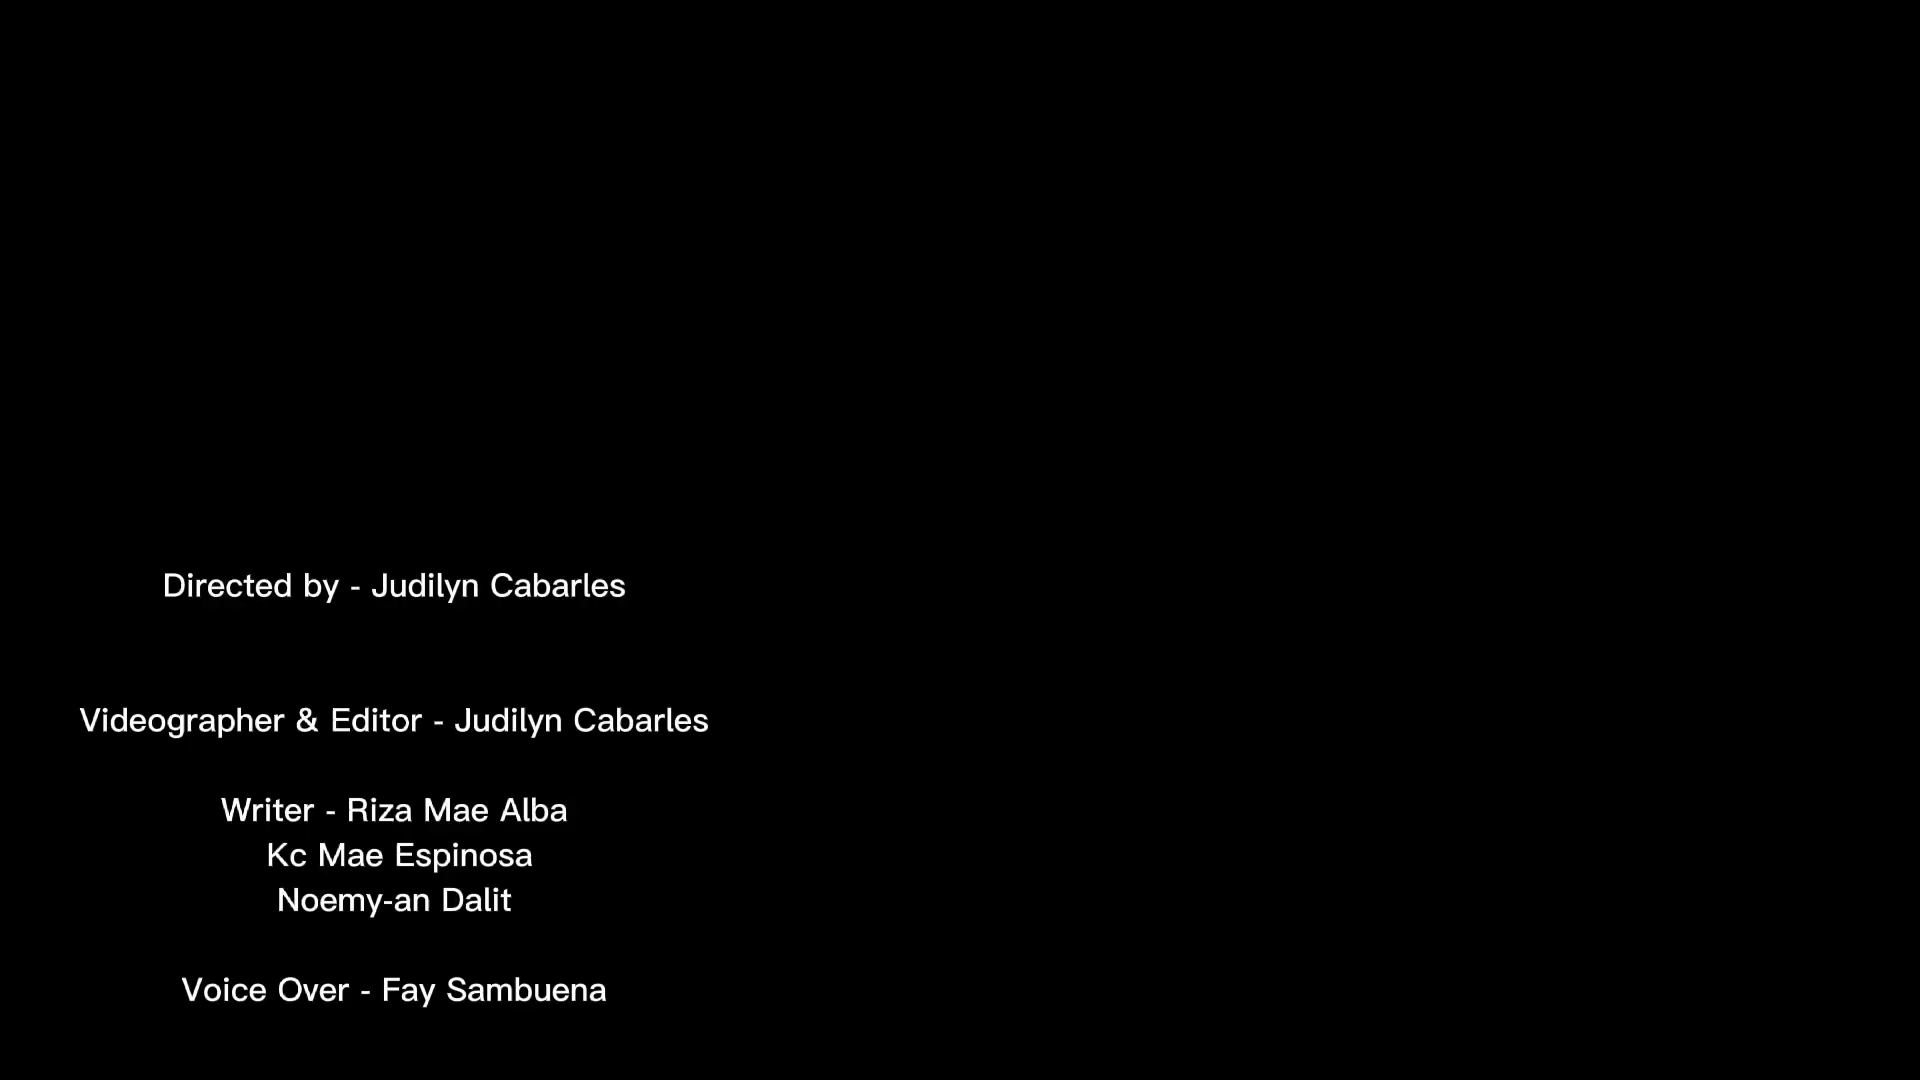 Directed by - Judilyn Cabarles
Videographer & Editor - Judilyn Cabarles
Writer - Riza Mae Alba
Kc Mae Espinosa
Noemy-an Dalit
Voice Over - Fay Sambuena